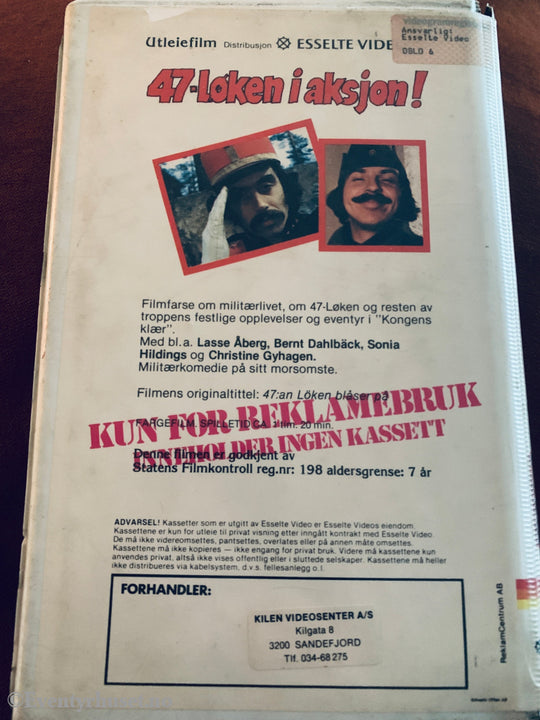 videogramregis
Ansvarlig:
Esselte Video
OSLO 6
Utleiefilm Distribusjon ESSELTE VIDE
47-Løken i aksjon!
Filmfarse om militærlivet, om 47-Løken og resten av
troppens festlige opplevelser og eventyr i "Kongens
klær".
Med bl.a. Lasse Åberg, Bernt Dahlbäck, Sonia
Hildings og Christine Gyhagen.
Militærkomedie på sitt morsomste.
Filmens originaltittel: 47:an Löken blåser på
FARGEFILM. SPILLETID CA. 1 tim. 20 min.
KUN FOR REKLAMEBRUK
INNEHOLDER INGEN KASSETT
Denne filmen er godkjent av
Statens Filmkontroll reg.nr: 198 aldersgrense: 7 år
ADVARSEL! Kassetter som er utgitt av Esselte Video er Esselte Videos eiendom.
Kassettene er kun for utleie til privat visning etter inngått kontrakt med Esselte Video.
De må ikke videreomsettes, pantsettes, overlates eller på annen måte omsettes.
Kassettene må ikke kopieres — ikke engang for privat bruk. Videre må kassettene kun
anvendes privat, altså ikke vises offentlig eller i sluttede selskaper. Kassettene må heller
ikke distribueres via kabelsystem, d.v.s. fellesanlegg o.l.
FORHANDLER:
KILEN VIDEOSENTER A/S
Kilgata 8
3200 SANDEFJORD
Tlf. 034-68 275
ReklamCentrum AB